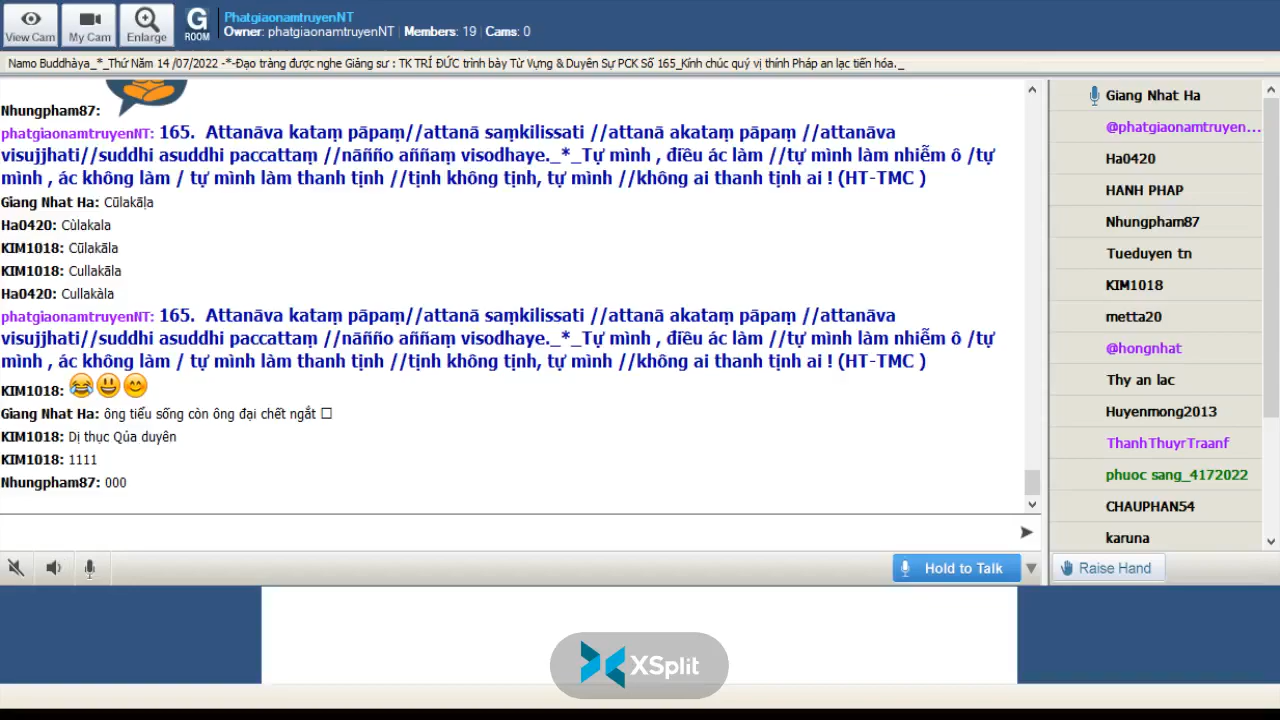 View Cam
My Cam
Enlarge
G
ROOM
PhatgiaonamtruyenNT
Owner: phatgiaonamtruyenNT | Members: 19 | Cams: 0
Namo Buddhàya_*_Thứ Năm 14 /07/2022 -*-Đạo tràng được nghe Giảng sư : TK TRÍ ĐỨC trình bày Từ Vựng & Duyên Sự PCK Số 165_Kính chúc quý vị thính Pháp an lạc tiến hóa._
Nhungpham87:
phatgiaonamtruyenNT: 165. Attanāva kataṃ pāpaṃ//attanā saṃkilissati //attanā akataṃ pāpaṃ //attanāva
visujjhati//suddhi asuddhi paccattaṃ //nāñño aññaṃ visodhaye._*_Tự mình , điều ác làm //tự mình làm nhiễm ô /tự
mình , ác không làm / tự mình làm thanh tịnh //tịnh không tịnh, tự mình //không ai thanh tịnh ai ! (HT-TMC )
Giang Nhat Ha: Cūḷakāḷa
Ha0420: Cùlakala
KIM1018: Cūlakāla
KIM1018: Cullakāla
Ha0420: Cullakàla
phatgiaonamtruyenNT: 165. Attanāva kataṃ pāpaṃ//attanā saṃkilissati //attanā akataṃ pāpaṃ //attanāva
visujjhati//suddhi asuddhi paccattaṃ //nāñño aññaṃ visodhaye._*_Tự mình , điều ác làm //tự mình làm nhiễm ô /tự
mình , ác không làm / tự mình làm thanh tịnh //tịnh không tịnh, tự mình //không ai thanh tịnh ai ! (HT-TMC )
KIM1018: 😂😃😊
Giang Nhat Ha: ông tiểu sống còn ông đại chết ngắt □
KIM1018: Dị thục Qủa duyên
KIM1018: 1111
Nhungpham87: 000
Hold to Talk
Giang Nhat Ha
@phatgiaonamtruyen...
Ha0420
HANH PHAP
Nhungpham87
Tueduyen tn
KIM1018
metta20
@hongnhat
Thy an lac
Huyenmong2013
ThanhThuyrTraanf
phuoc sang_4172022
CHAUPHAN54
karuna
Raise Hand
XSplit